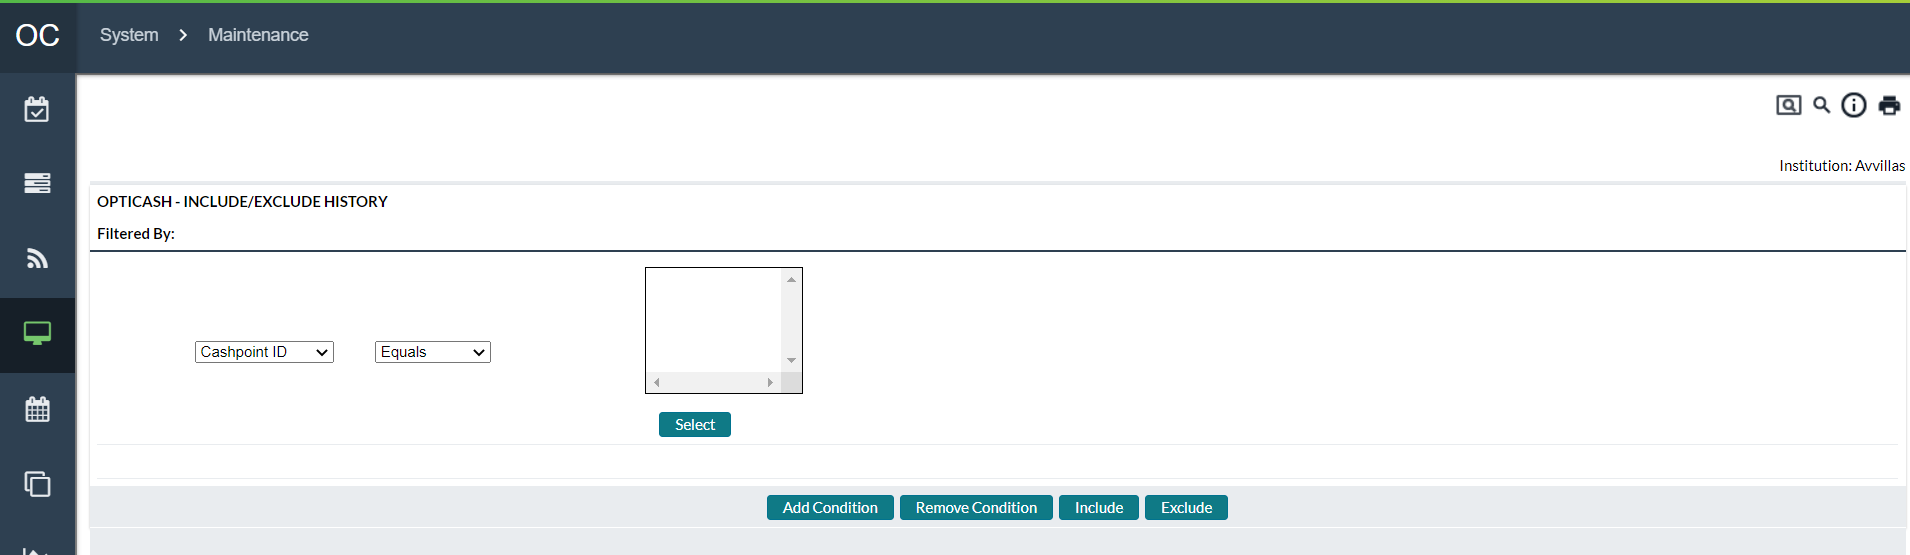 OC System Maintenance
Institution: Avvillas
OPTICASH - INCLUDE/EXCLUDE HISTORY
Filtered By:
Cashpoint ID Equals
Select
Add Condition Remove Condition Include Exclude